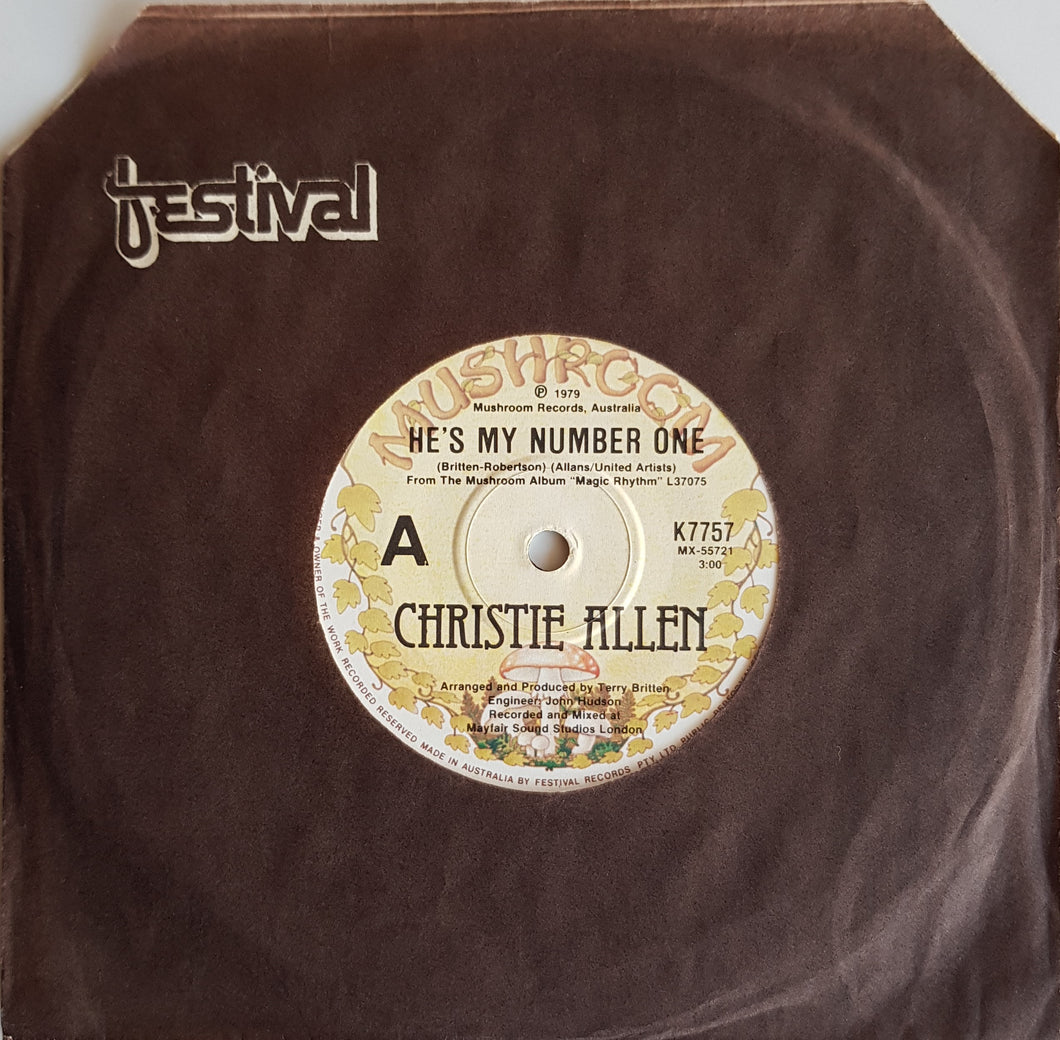 festival
MUSHROOM
Ⓟ 1979
Mushroom Records, Australia
HE'S MY NUMBER ONE
(Britten-Robertson) (Allans/United Artists)
From The Mushroom Album "Magic Rhythm" L37075
A
K7757
MX-55721
3:00
CHRISTIE ALLEN
Arranged and Produced by Terry Britten
Engineer: John Hudson
Recorded and Mixed at
Mayfair Sound Studios London
OWNER OF THE WORK RECORDED RESERVED MADE IN AUSTRALIA BY FESTIVAL RECORDS PTY. LTD.